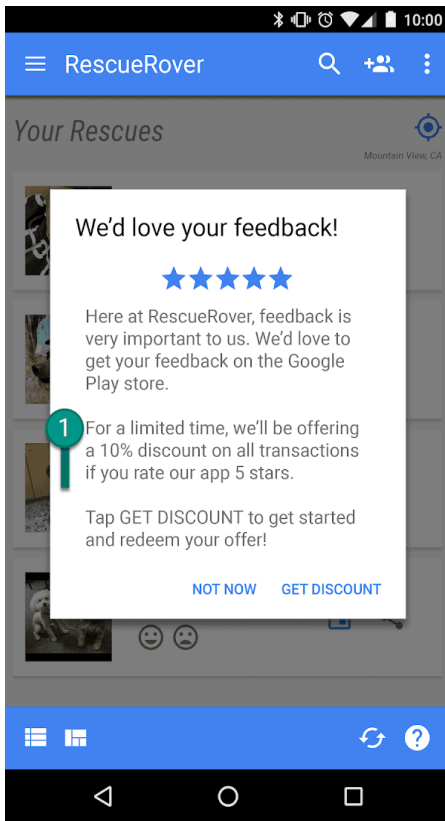 10:00
RescueRover
Your Rescues
Mountain View, CA
We'd love your feedback!
Here at RescueRover, feedback is
very important to us. We'd love to
get your feedback on the Google
Play store.
1
For a limited time, we'll be offering
a 10% discount on all transactions
if you rate our app 5 stars.
Tap GET DISCOUNT to get started
and redeem your offer!
NOT NOW GET DISCOUNT
?